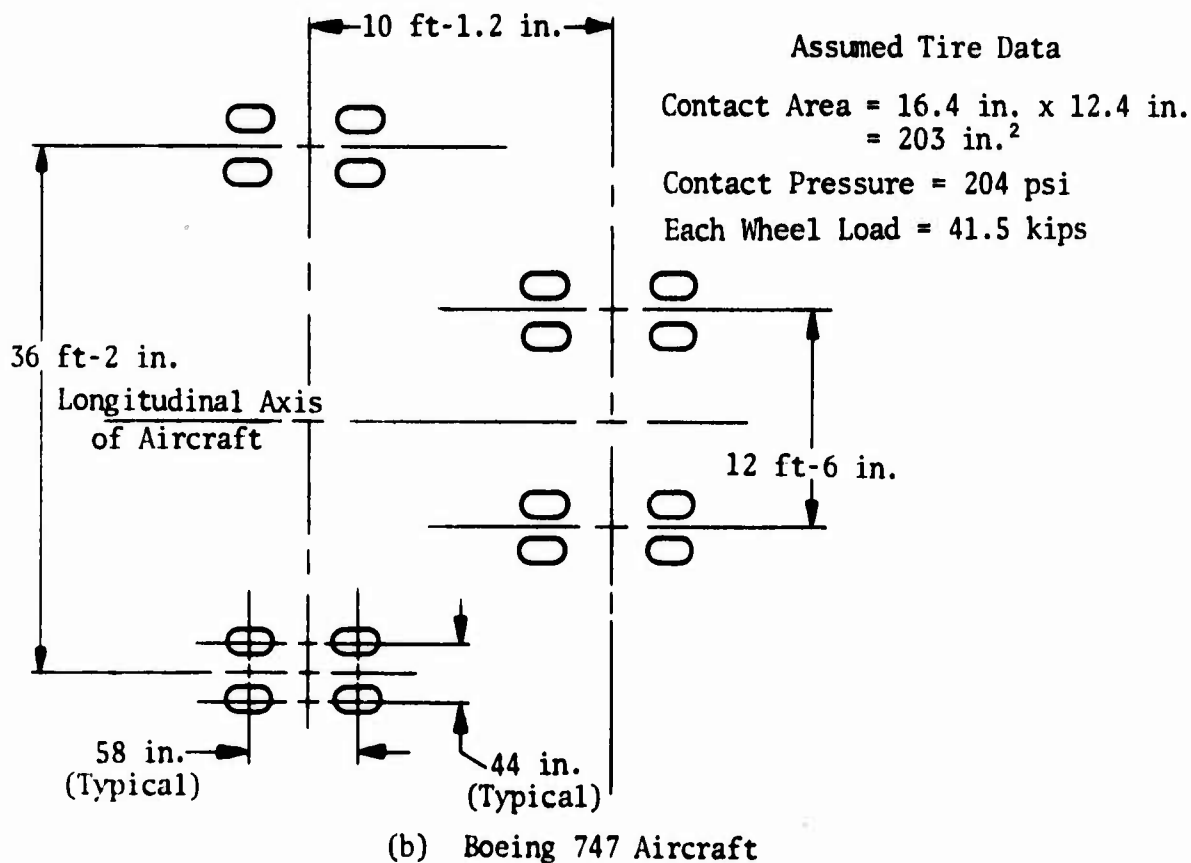 10 ft-1.2 in.
Assumed Tire Data
Contact Area = 16.4 in. x 12.4 in.
= 203 in.²
Contact Pressure = 204 psi
Each Wheel Load = 41.5 kips
36 ft-2 in.
Longitudinal Axis
of Aircraft
12 ft-6 in.
58 in.
(Typical)
44 in.
(Typical)
(b) Boeing 747 Aircraft